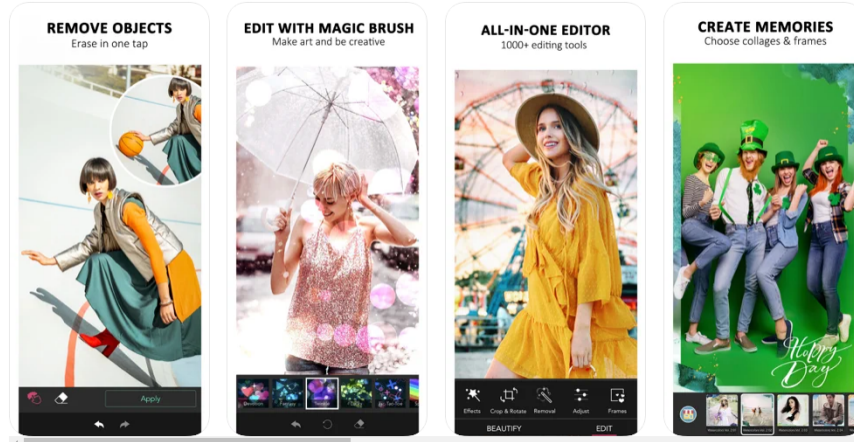 REMOVE OBJECTS
Erase in one tap
Apply
EDIT WITH MAGIC BRUSH
Make art and be creative
ALL-IN-ONE EDITOR
1000+ editing tools
Effects Crop & Rotate Removal Adjust Frames
BEAUTIFY EDIT
CREATE MEMORIES
Choose collages & frames
Happy
Day